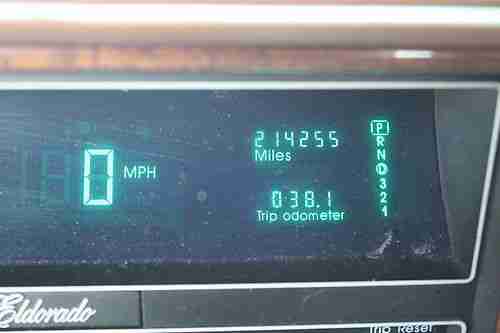 0 MPH
214255
Miles
038.1
Trip odometer
P
R
N
D
3
2
1
Eldorado
Trip Reset